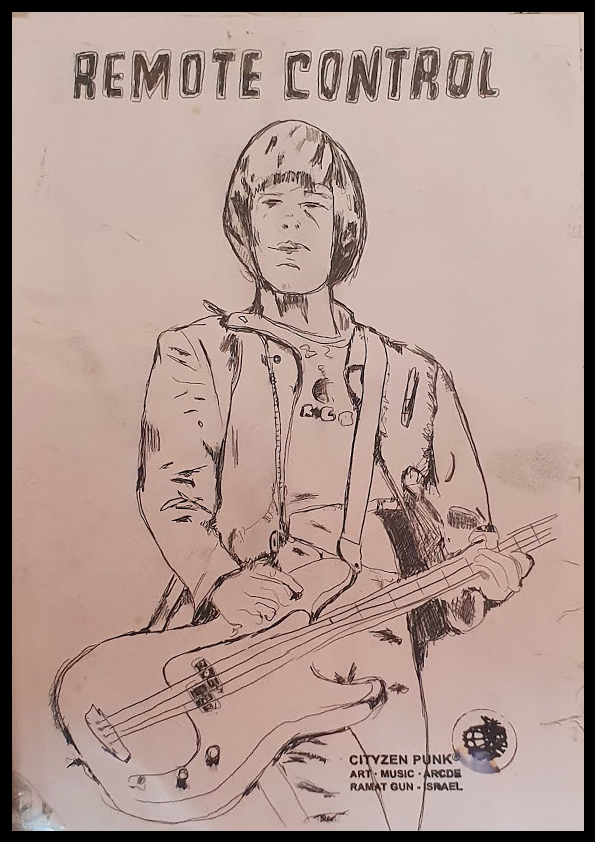 REMOTE CONTROL
CITYZEN PUNK®
ART · MUSIC · ARCDE
RAMAT GUN - ISRAEL